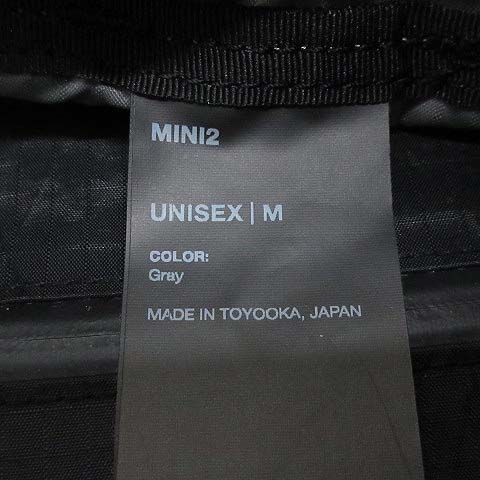 MINI2
UNISEX | M
COLOR:
Gray
MADE IN TOYOOKA, JAPAN